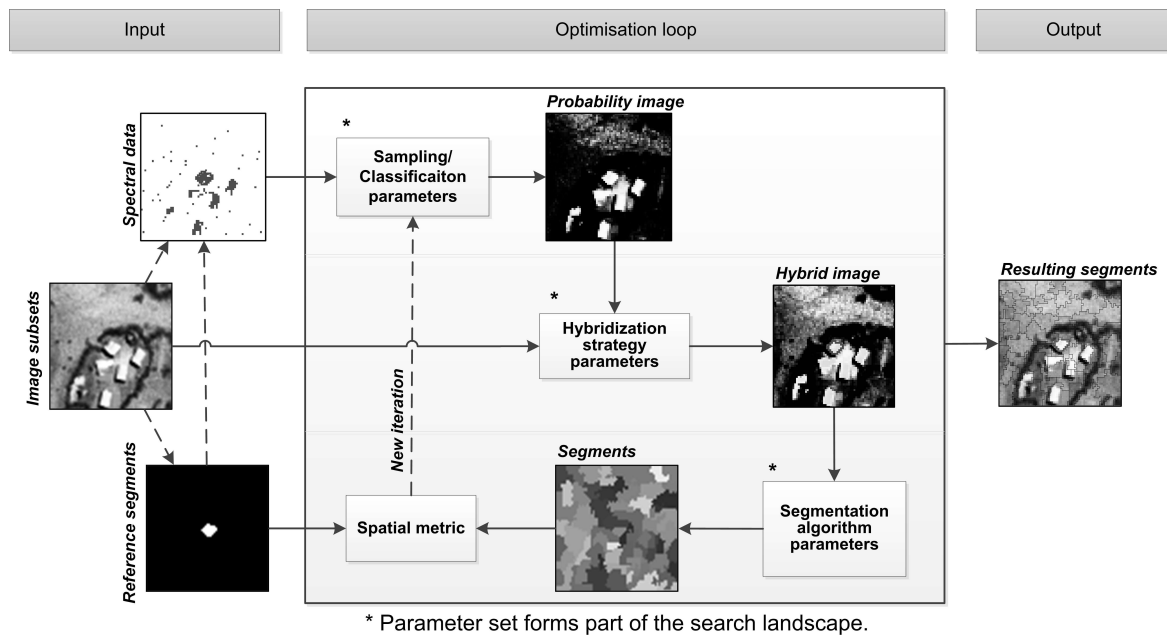 Input
Optimisation loop
Output
Spectral data
*
Sampling/
Classificaiton
parameters
Probability image
Image subsets
*
Hybridization
strategy
parameters
Hybrid image
Resulting segments
Reference segments
New iteration
Spatial metric
Segments
*
Segmentation
algorithm
parameters
* Parameter set forms part of the search landscape.